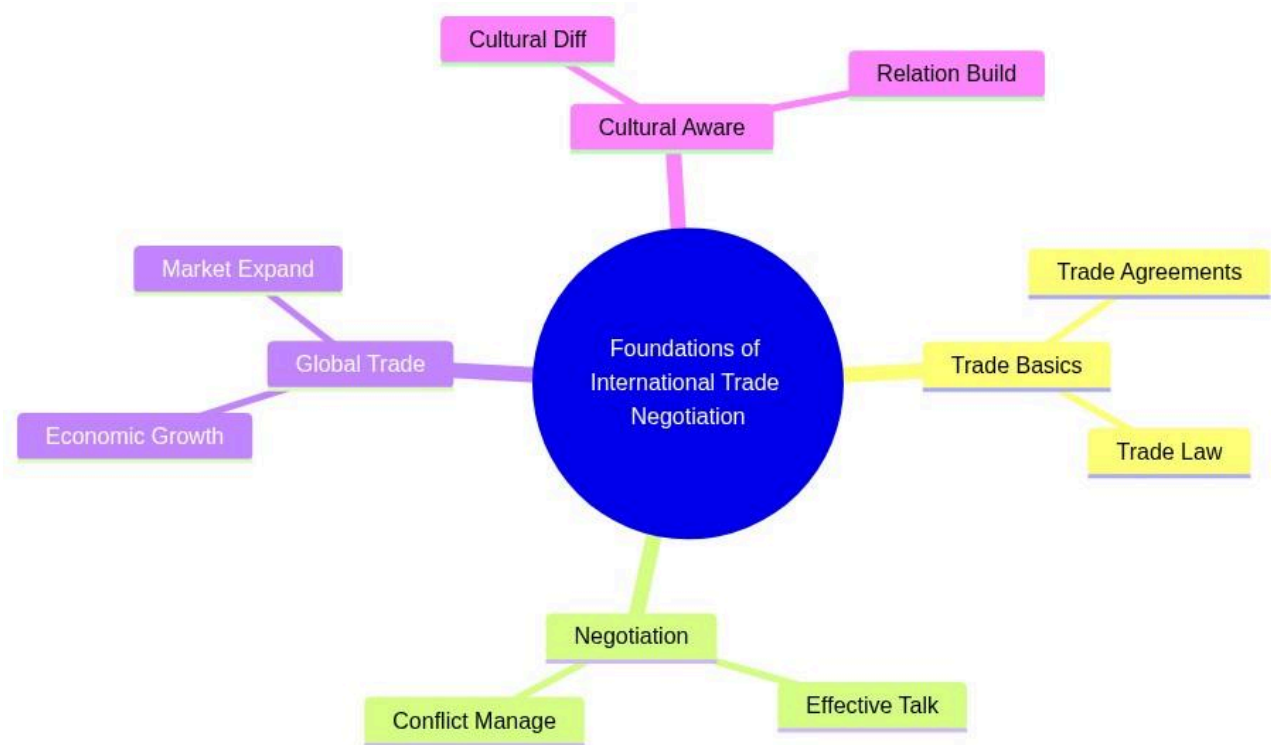 Cultural Diff
Relation Build
Cultural Aware
Market Expand
Trade Agreements
Foundations of
International Trade
Negotiation
Global Trade
Trade Basics
Economic Growth
Trade Law
Negotiation
Effective Talk
Conflict Manage